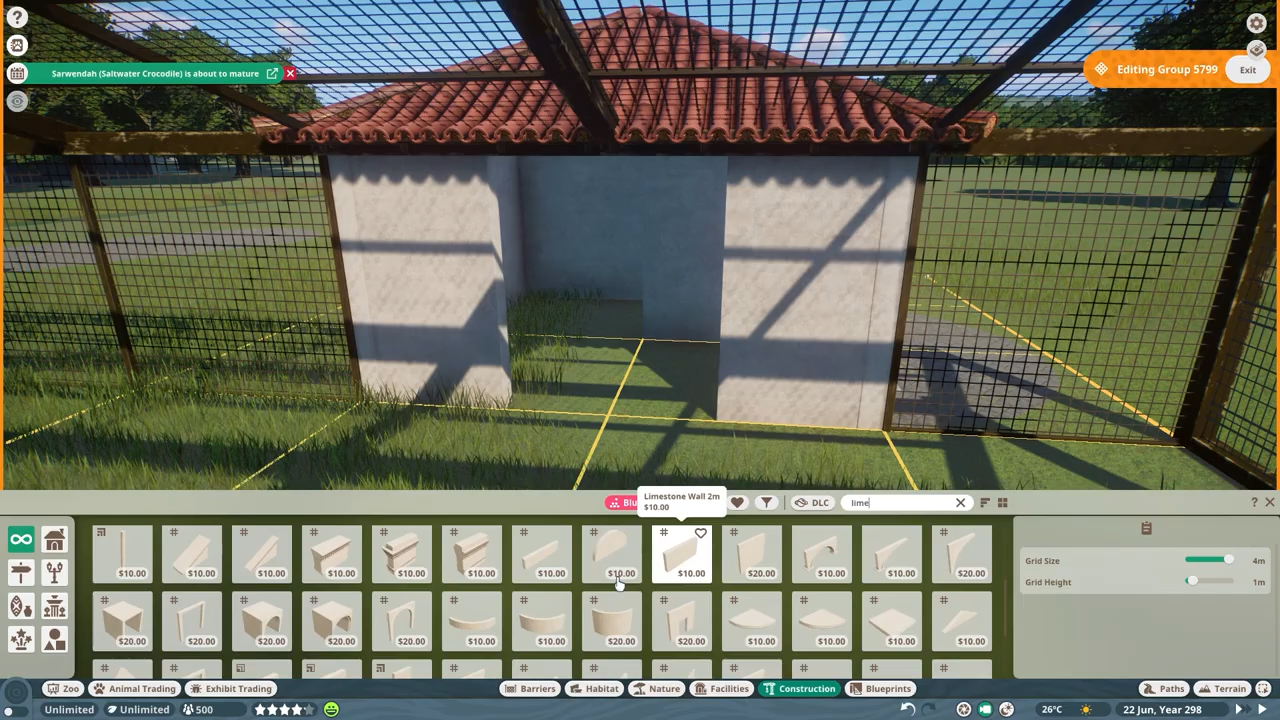 Sarwendah (Saltwater Crocodile) is about to mature
Editing Group 5799
Exit
Blu
Limestone Wall 2m
$10.00
DLC
lime
$10.00 $10.00 $10.00 $10.00 $10.00 $10.00 $10.00 $10.00 $10.00 $20.00 $10.00 $10.00 $20.00
$20.00 $20.00 $20.00 $20.00 $20.00 $10.00 $10.00 $20.00 $20.00 $10.00 $10.00 $10.00 $10.00
Grid Size 4m
Grid Height 1m
Zoo Animal Trading Exhibit Trading Barriers Habitat Nature Facilities Construction Blueprints Paths Terrain
Unlimited Unlimited 500 26°C 22 Jun, Year 298